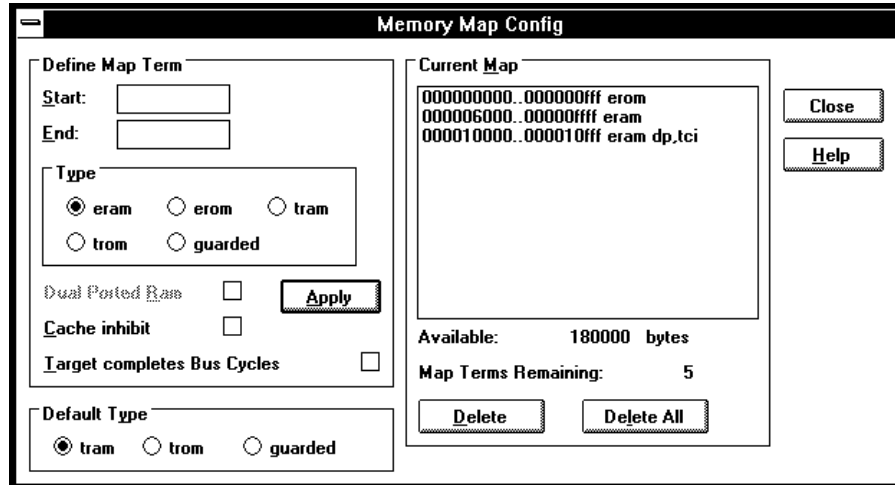 Memory Map Config
Define Map Term
Start:
End:
Type
eram erom tram
trom guarded
Dual Ported Ram
Apply
Cache inhibit
Target completes Bus Cycles
Default Type
tram trom guarded
Current Map
000000000..000000fff erom
000006000..00000ffff eram
000010000..000010fff eram dp,tci
Available: 180000 bytes
Map Terms Remaining: 5
Delete Delete All
Close
Help